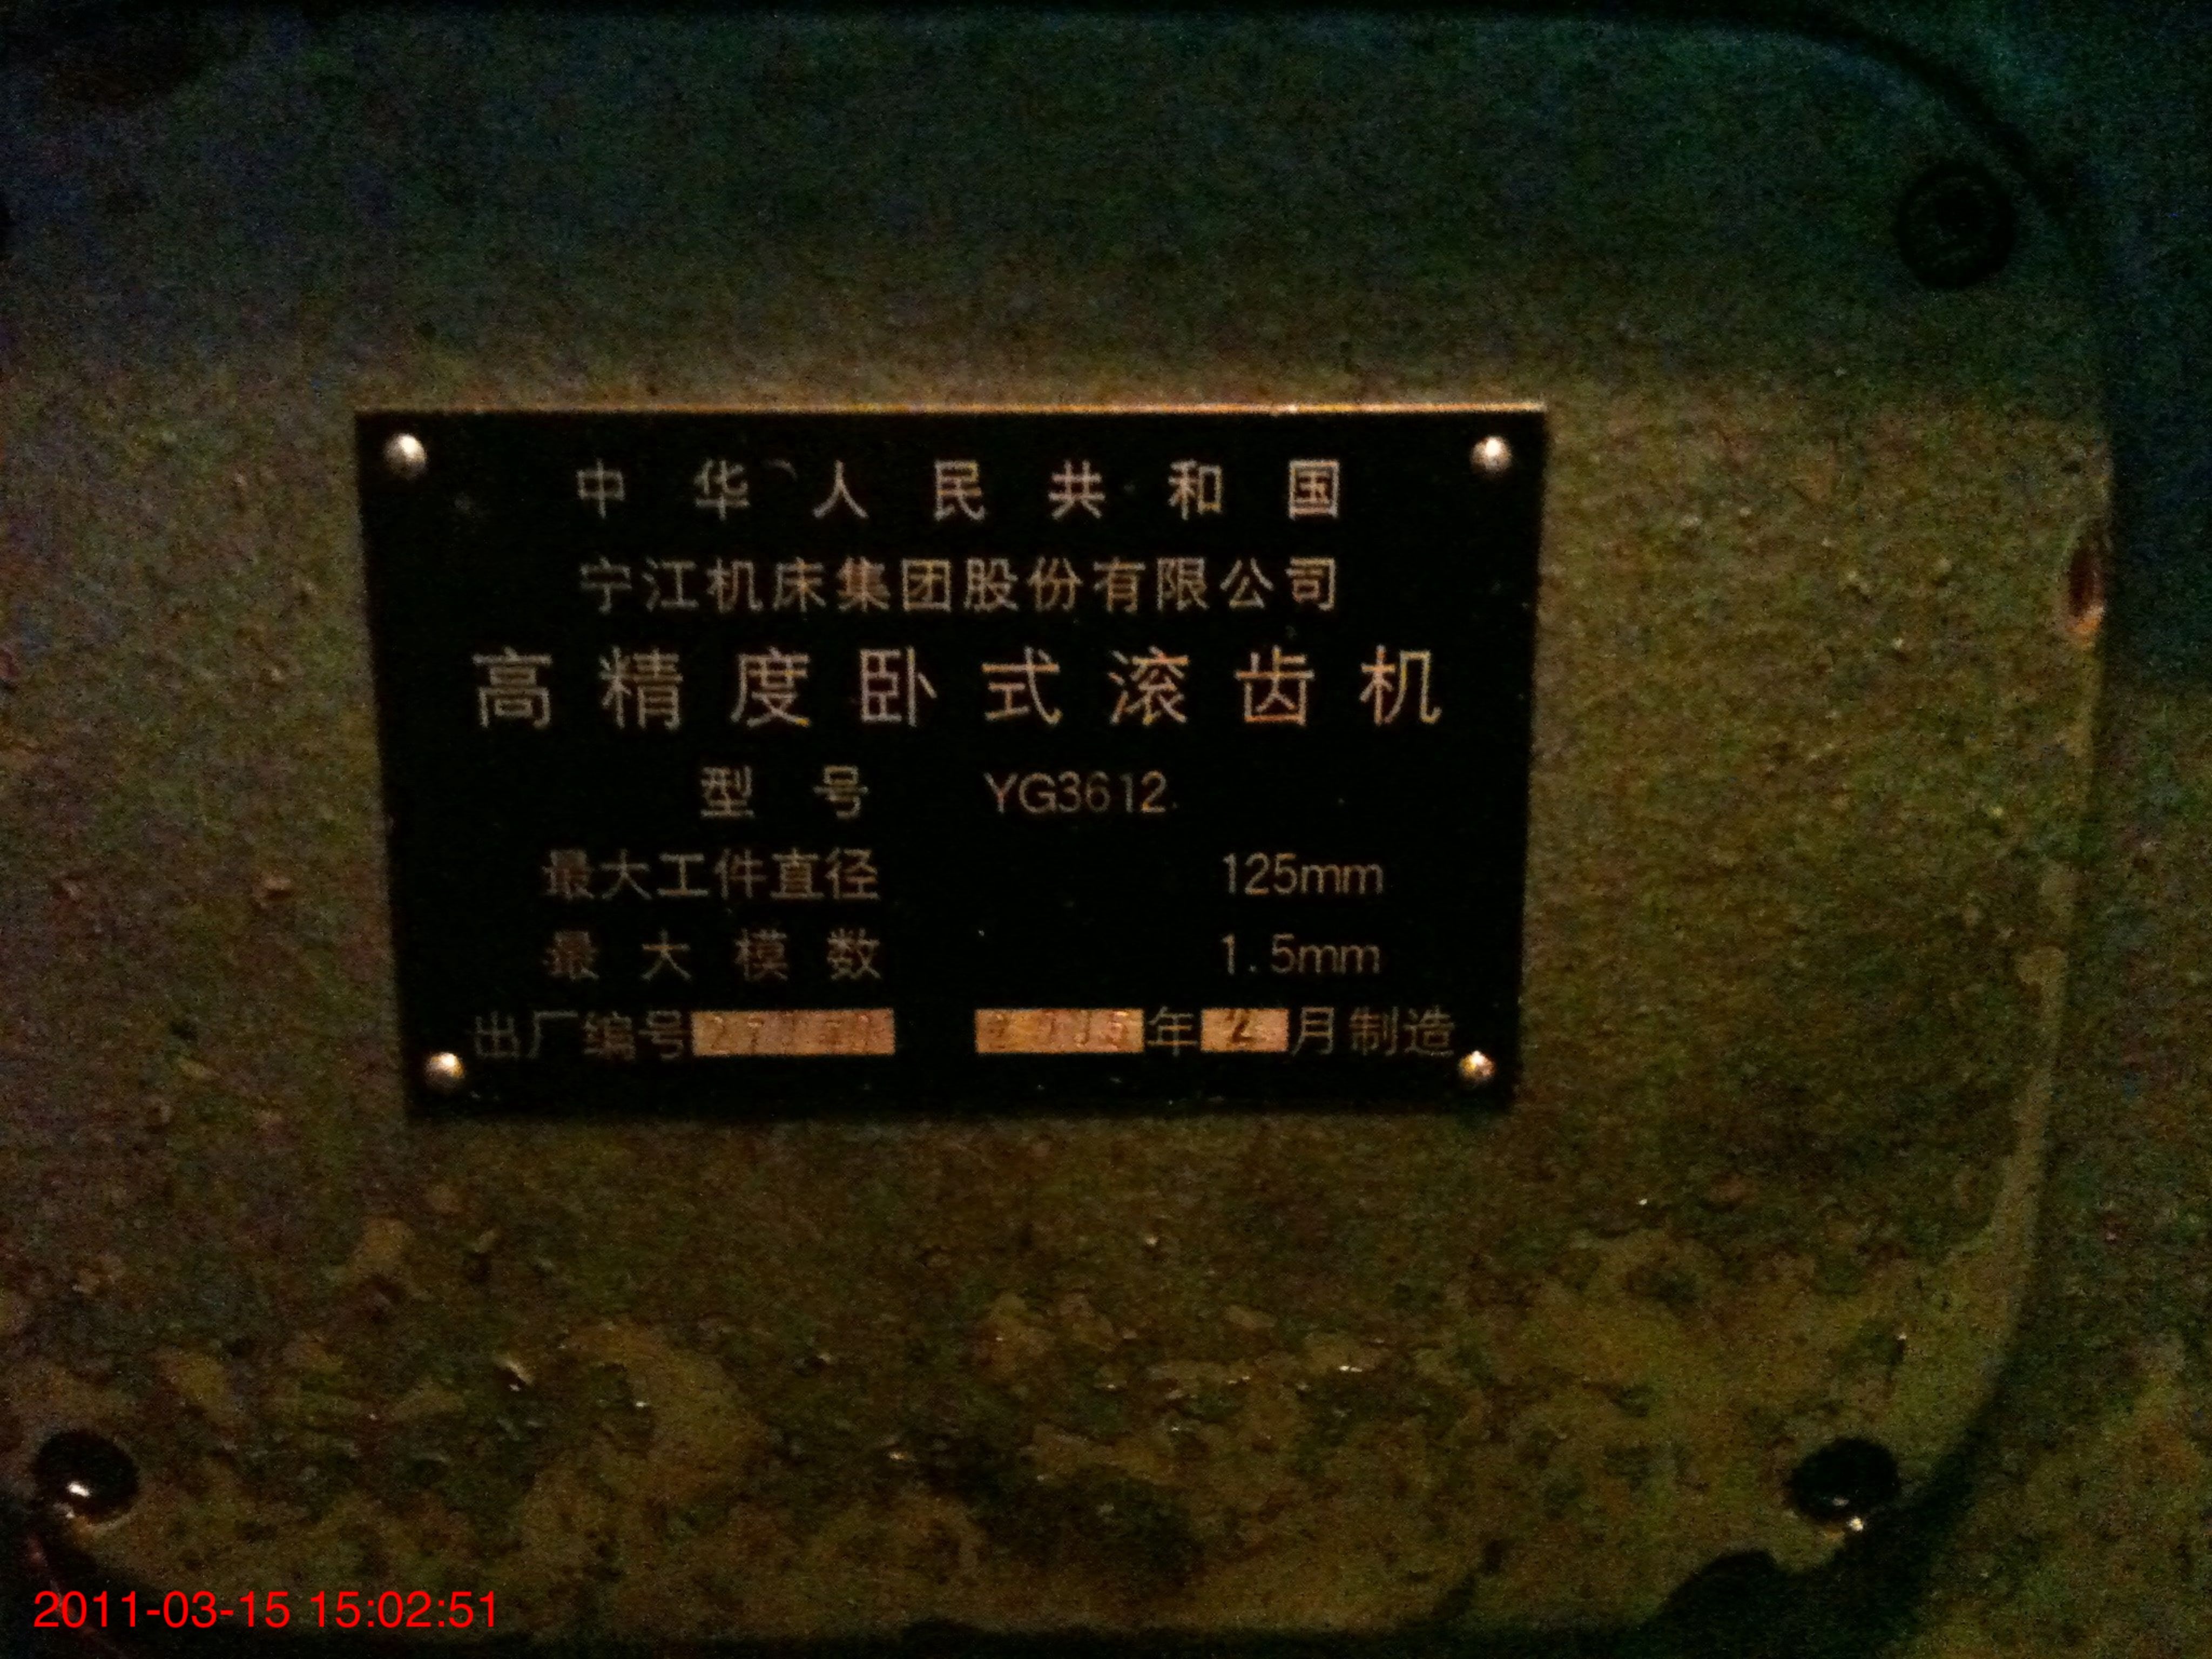 中华人民共和国
宁江机床集团股份有限公司
高精度卧式滚齿机
型号 YG3612
最大工件直径 125mm
最大模数 1.5mm
出厂编号 年 2 月制造
2011-03-15 15:02:51